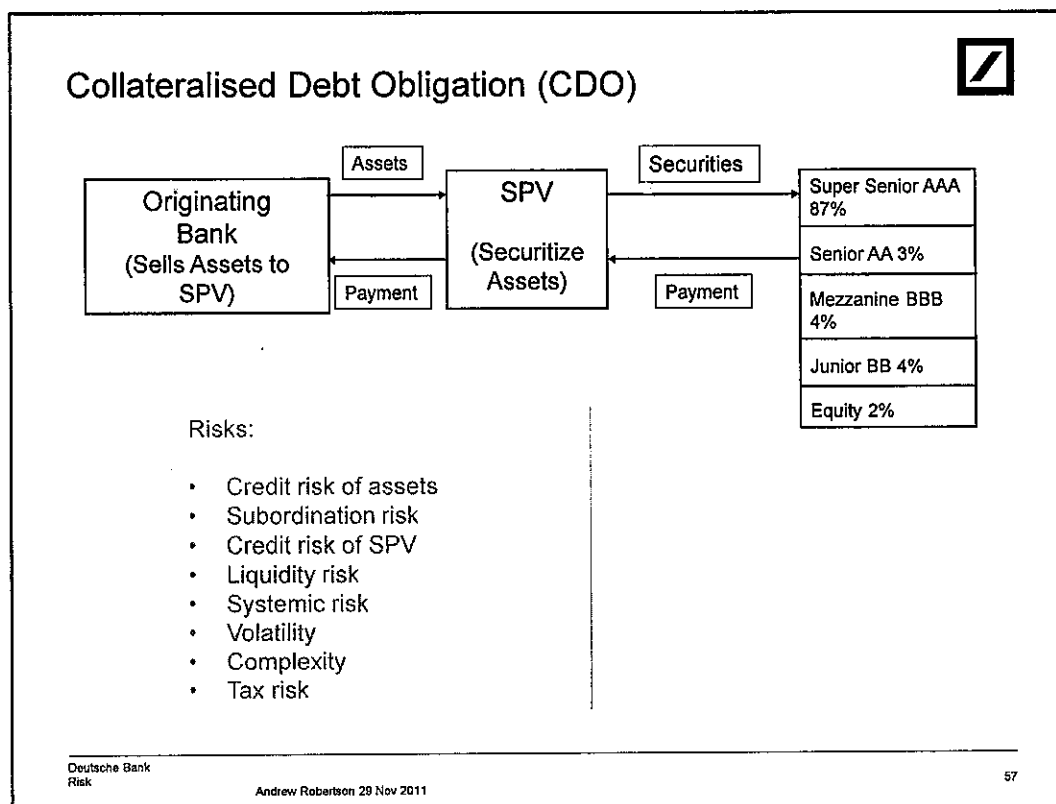 Collateralised Debt Obligation (CDO)
Assets
Securities
Originating
Bank
(Sells Assets to
SPV)
SPV
(Securitize
Assets)
Payment
Payment
Super Senior AAA
87%
Senior AA 3%
Mezzanine BBB
4%
Junior BB 4%
Equity 2%
Risks:
• Credit risk of assets
• Subordination risk
• Credit risk of SPV
• Liquidity risk
• Systemic risk
• Volatility
• Complexity
• Tax risk
Deutsche Bank
Risk
Andrew Robertson 29 Nov 2011
57